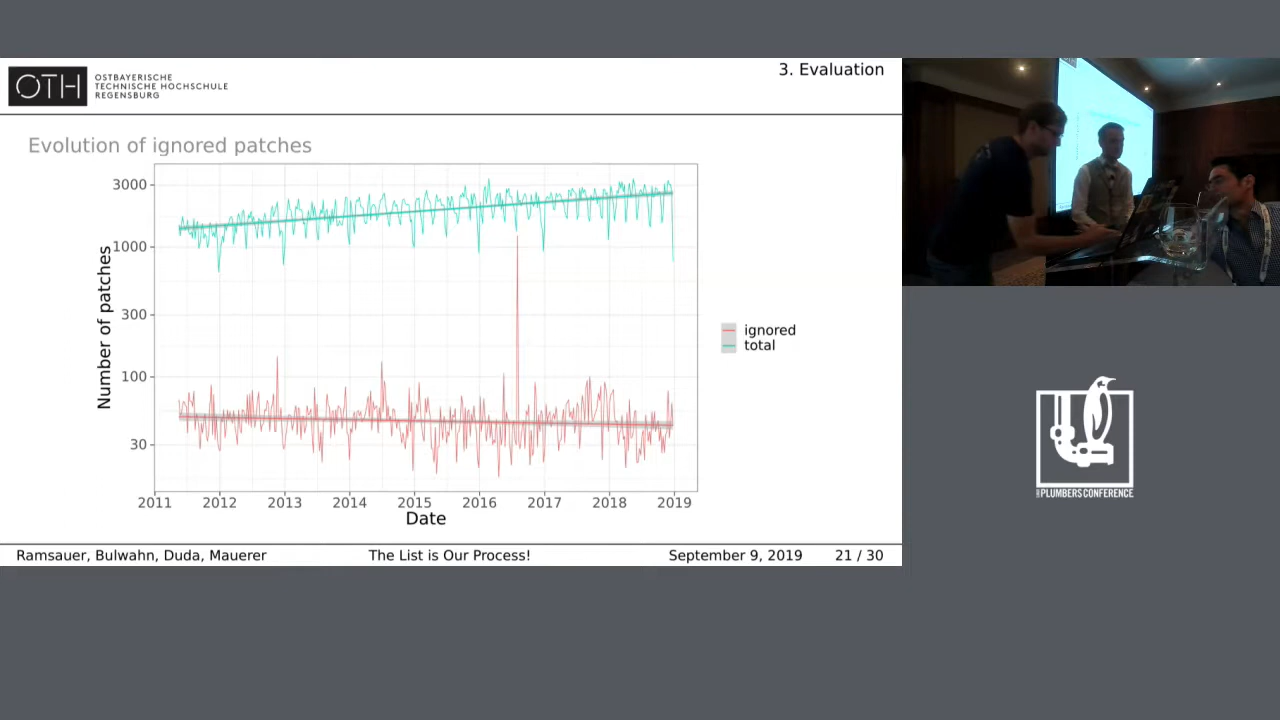 OTH
OSTBAYERISCHE
TECHNISCHE HOCHSCHULE
REGENSBURG
3. Evaluation
Evolution of ignored patches
Number of patches
3000
1000
300
100
30
2011 2012 2013 2014 2015 2016 2017 2018 2019
Date
ignored
total
Ramsauer, Bulwahn, Duda, Mauerer The List is Our Process! September 9, 2019 21 / 30
PLUMBERS CONFERENCE